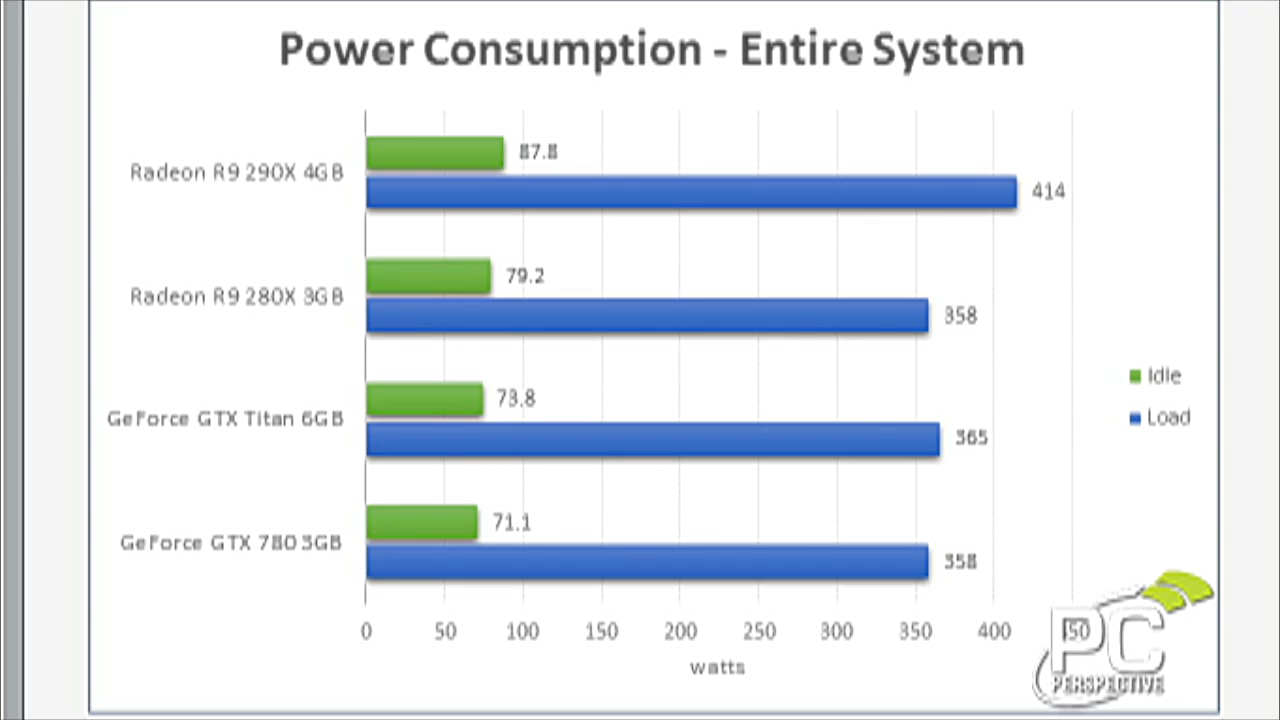 Power Consumption - Entire System
Radeon R9 290X 4GB
87.8
414
Radeon R9 280X 3GB
79.2
358
GeForce GTX Titan 6GB
73.8
365
GeForce GTX 780 3GB
71.1
358
Idle
Load
0 50 100 150 200 250 300 350 400 50
watts
PC
PERSPECTIVE